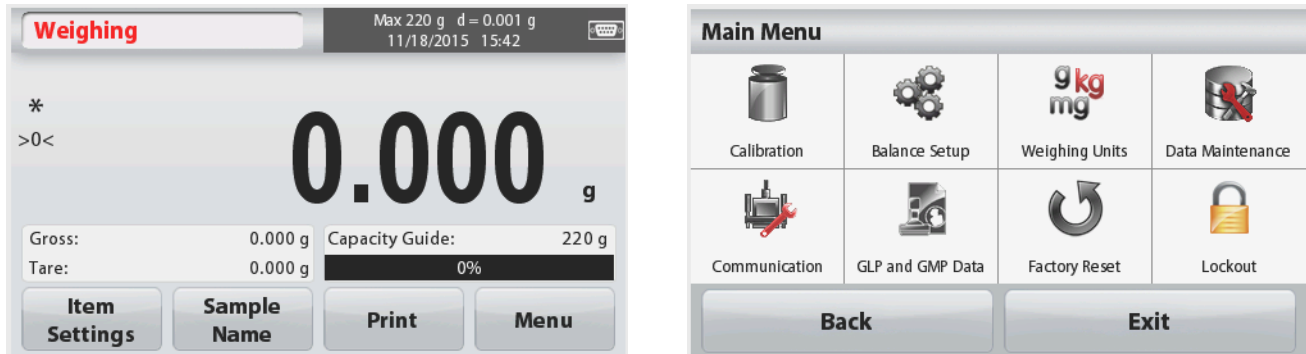 Weighing
Max 220 g d = 0.001 g
11/18/2015 15:42
*
>0<
0.000 g
Gross: 0.000 g
Tare: 0.000 g
Capacity Guide: 220 g
0%
Item Settings
Sample Name
Print
Menu
Main Menu
g kg mg
Calibration
Balance Setup
Weighing Units
Data Maintenance
Communication
GLP and GMP Data
Factory Reset
Lockout
Back
Exit